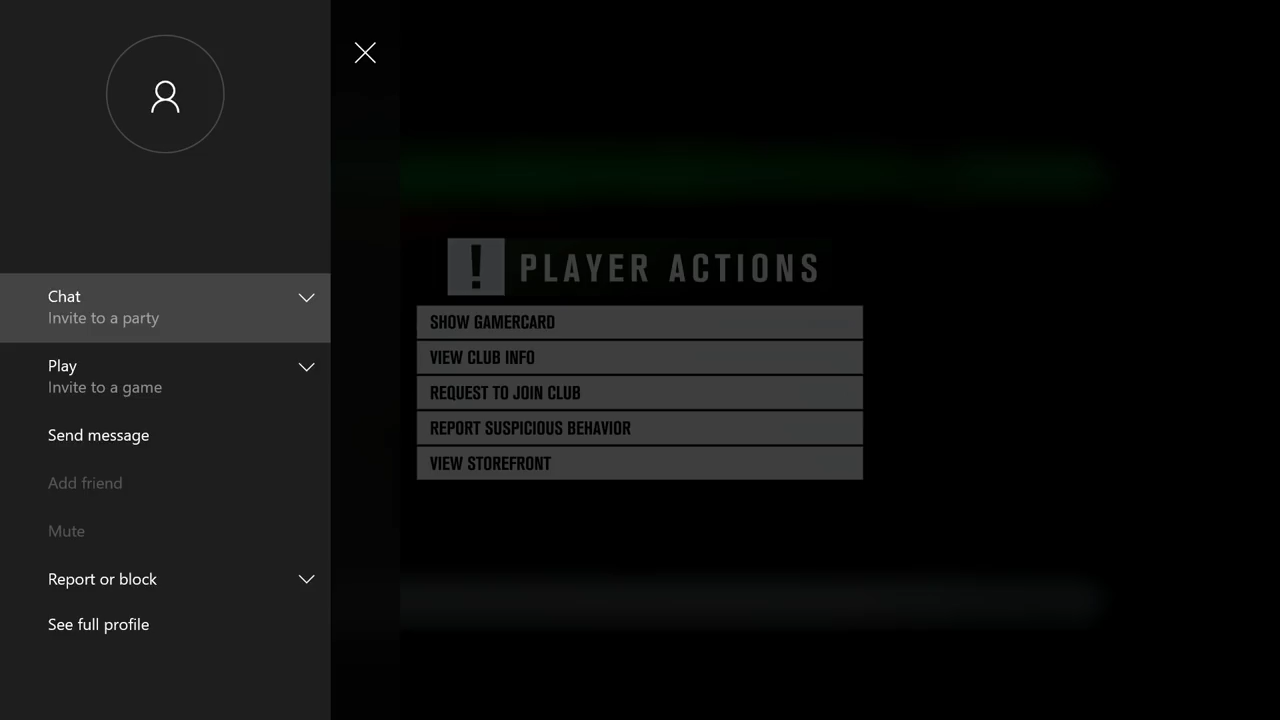 Chat
Invite to a party
Play
Invite to a game
Send message
Add friend
Mute
Report or block
See full profile
! PLAYER ACTIONS
SHOW GAMERCARD
VIEW CLUB INFO
REQUEST TO JOIN CLUB
REPORT SUSPICIOUS BEHAVIOR
VIEW STOREFRONT